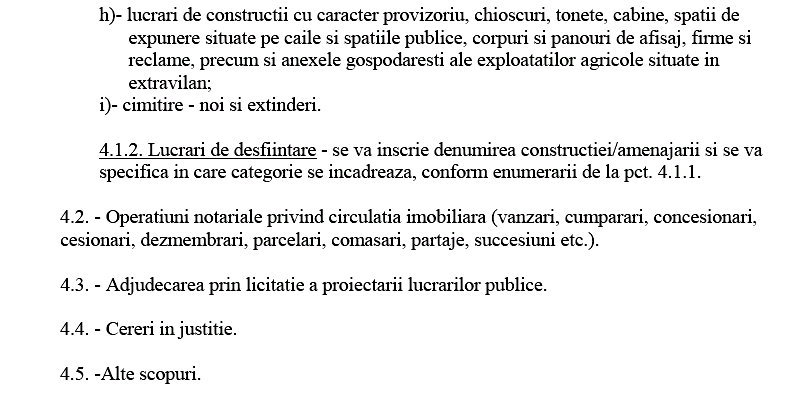 h)- lucrari de constructii cu caracter provizoriu, chioscuri, tonete, cabine, spatii de
expunere situate pe caile si spatiile publice, corpuri si panouri de afisaj, firme si
reclame, precum si anexele gospodaresti ale exploatatilor agricole situate in
extravilan;
i)- cimitire - noi si extinderi.
4.1.2. Lucrari de desfiintare - se va inscrie denumirea constructiei/amenajarii si se va
specifica in care categorie se incadreaza, conform enumerarii de la pct. 4.1.1.
4.2. - Operatiuni notariale privind circulatia imobiliara (vanzari, cumparari, concesionari,
cesionari, dezmembrari, parcelari, comasari, partaje, succesiuni etc.).
4.3. - Adjudecarea prin licitatie a proiectarii lucrarilor publice.
4.4. - Cereri in justitie.
4.5. -Alte scopuri.